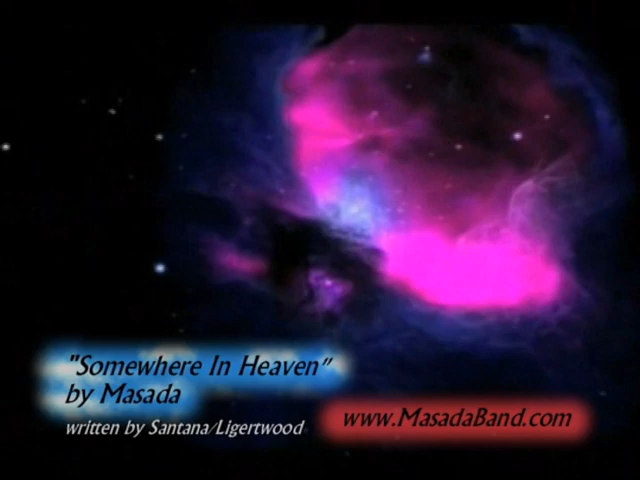 "Somewhere In Heaven”
by Masada
written by Santana/Ligertwood
www.MasadaBand.com